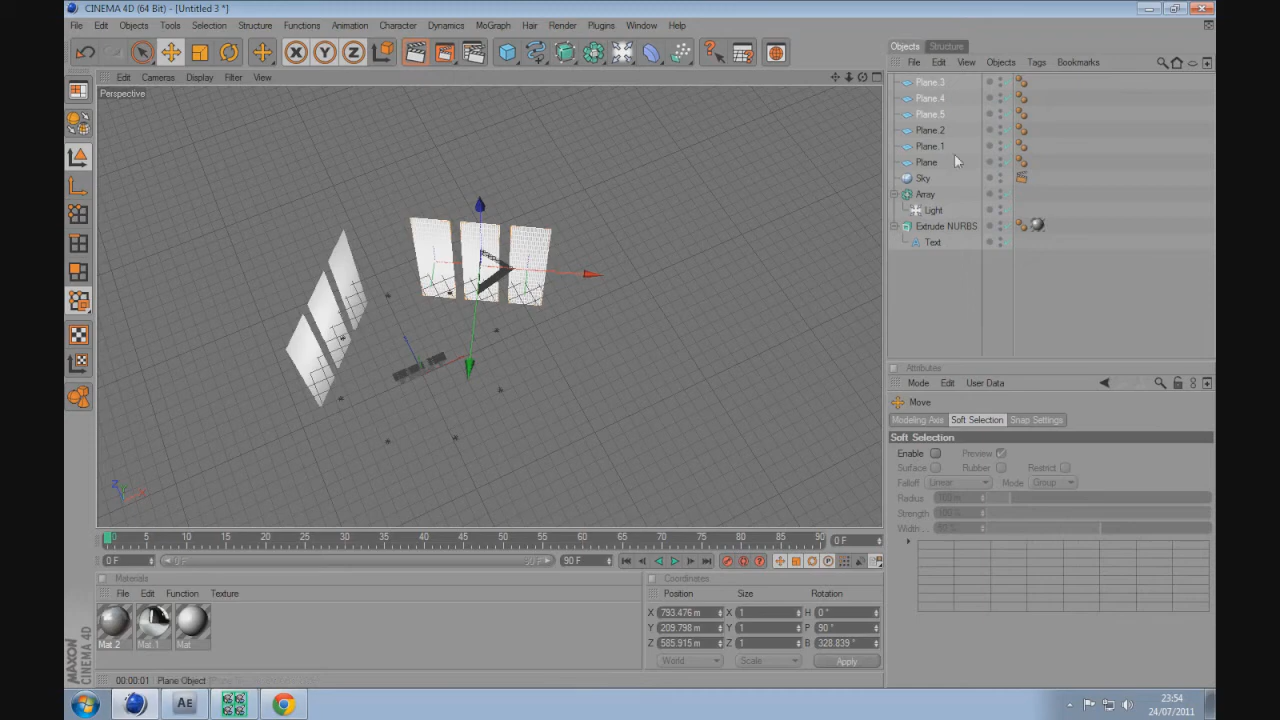 CINEMA 4D (64 Bit) - [Untitled 3 *]
File Edit Objects Tools Selection Structure Functions Animation Character Dynamics MoGraph Hair Render Plugins Window Help
X Y Z
Edit Cameras Display Filter View
Perspective
Objects Structure
File Edit View Objects Tags Bookmarks
Plane.3
Plane.4
Plane.5
Plane.2
Plane.1
Plane
Sky
Array
Light
Extrude NURBS
Text
Attributes
Mode Edit User Data
Move
Modeling Axis Soft Selection Snap Settings
Soft Selection
Enable Preview
Surface Rubber Restrict
Falloff Linear Mode Group
Radius 100 m
Strength 100 %
Width
0 5 10 15 20 25 30 35 40 45 50 55 60 65 70 75 80 85 90
0 F
0 F 0 F 90 F 90 F
Materials
File Edit Function Texture
Mat.2 Mat.1 Mat
Coordinates
Position Size Rotation
X 793.476 m X 1 H 0 °
Y 209.798 m Y 1 P 90 °
Z 585.915 m Z 1 B 328.839 °
World Scale Apply
MAXON
CINEMA 4D
00:00:01 Plane Object
Ae
23:54
24/07/2011